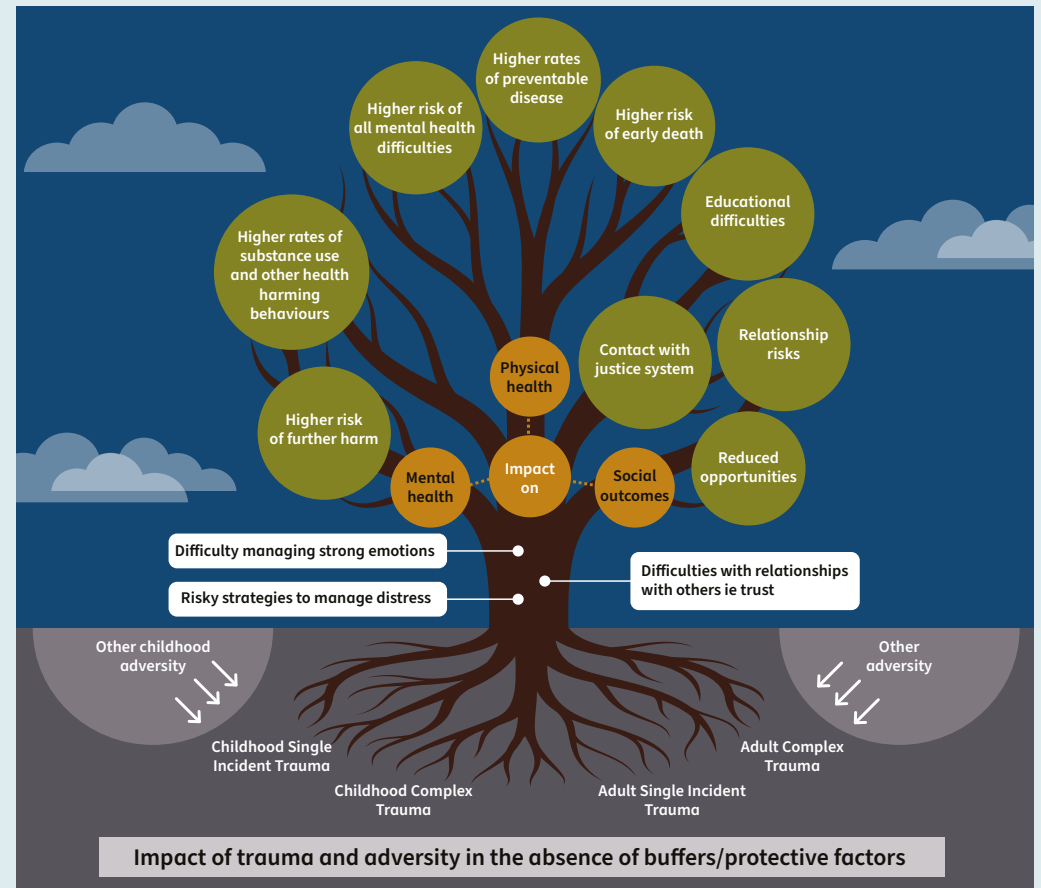 Higher rates
of preventable
disease
Higher risk of
all mental health
difficulties
Higher risk
of early death
Educational
difficulties
Higher rates of
substance use
and other health
harming
behaviours
Relationship
risks
Contact with
justice system
Physical
health
Higher risk
of further harm
Mental
health
Impact
on
Social
outcomes
Reduced
opportunities
Difficulty managing strong emotions
Risky strategies to manage distress
Difficulties with relationships
with others ie trust
Other childhood
adversity
Other
adversity
Childhood Single
Incident Trauma
Childhood Complex
Trauma
Adult Single Incident
Trauma
Adult Complex
Trauma
Impact of trauma and adversity in the absence of buffers/protective factors